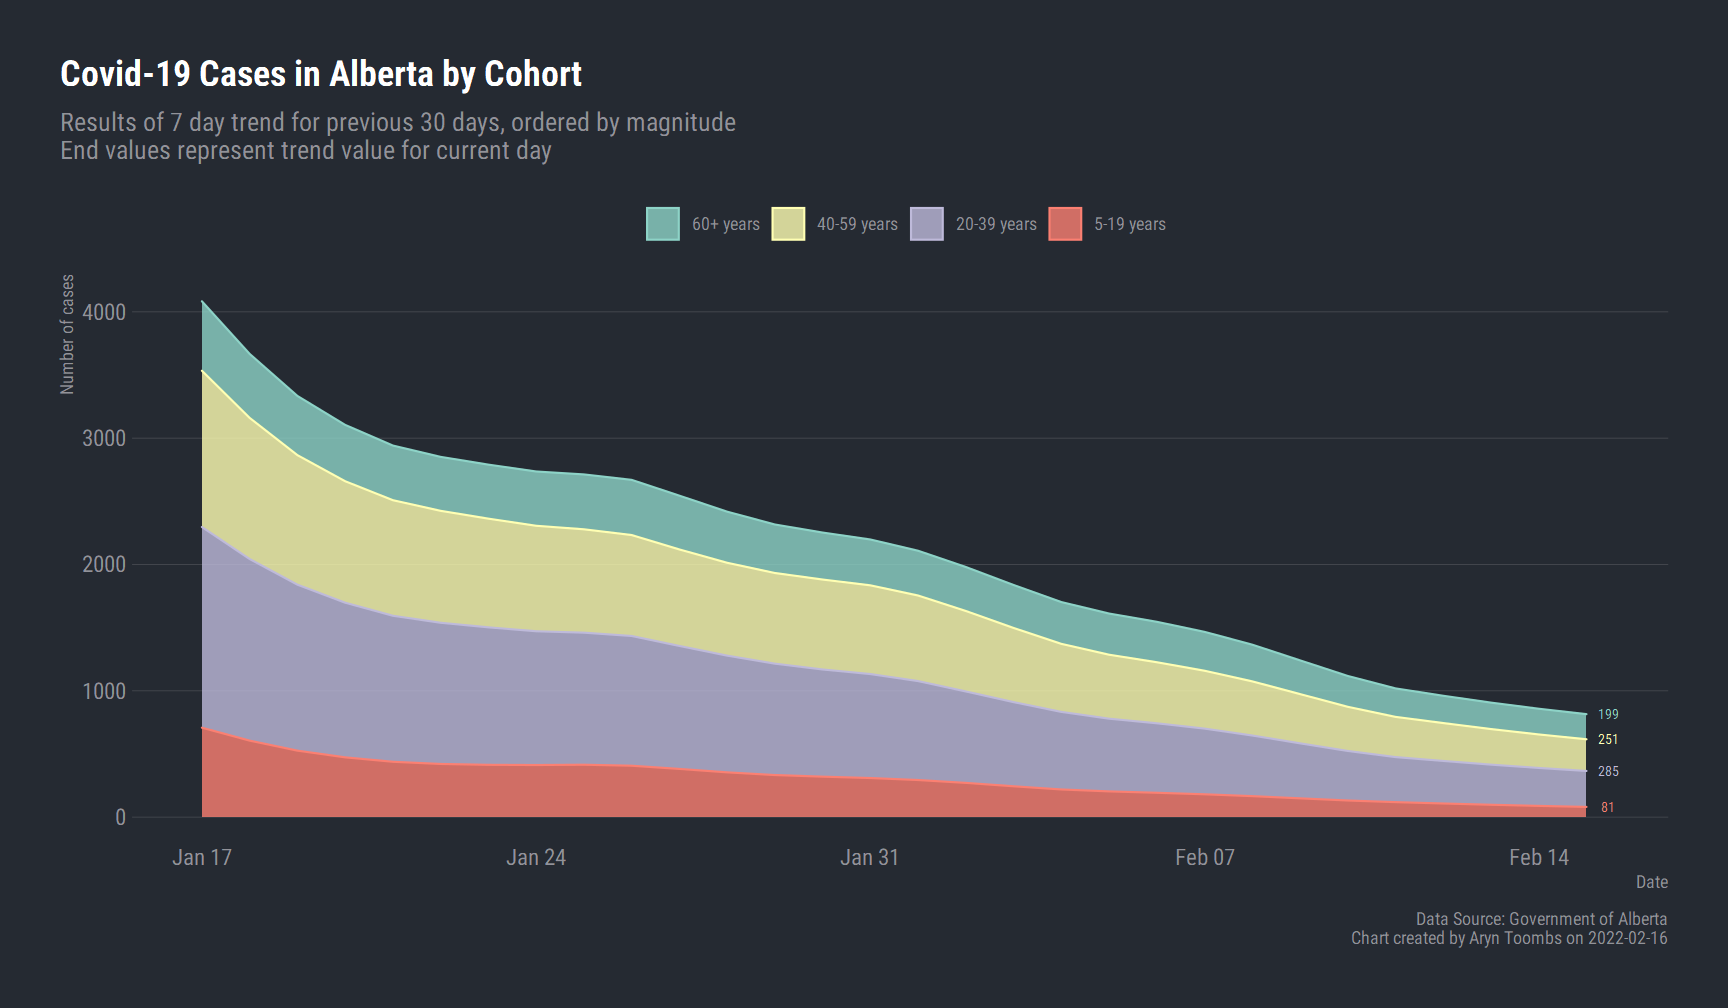 Covid-19 Cases in Alberta by Cohort
Results of 7 day trend for previous 30 days, ordered by magnitude
End values represent trend value for current day
60+ years 40-59 years 20-39 years 5-19 years
Number of cases
4000
3000
2000
1000
0
199
251
285
81
Jan 17 Jan 24 Jan 31 Feb 07 Feb 14
Date
Data Source: Government of Alberta
Chart created by Aryn Toombs on 2022-02-16